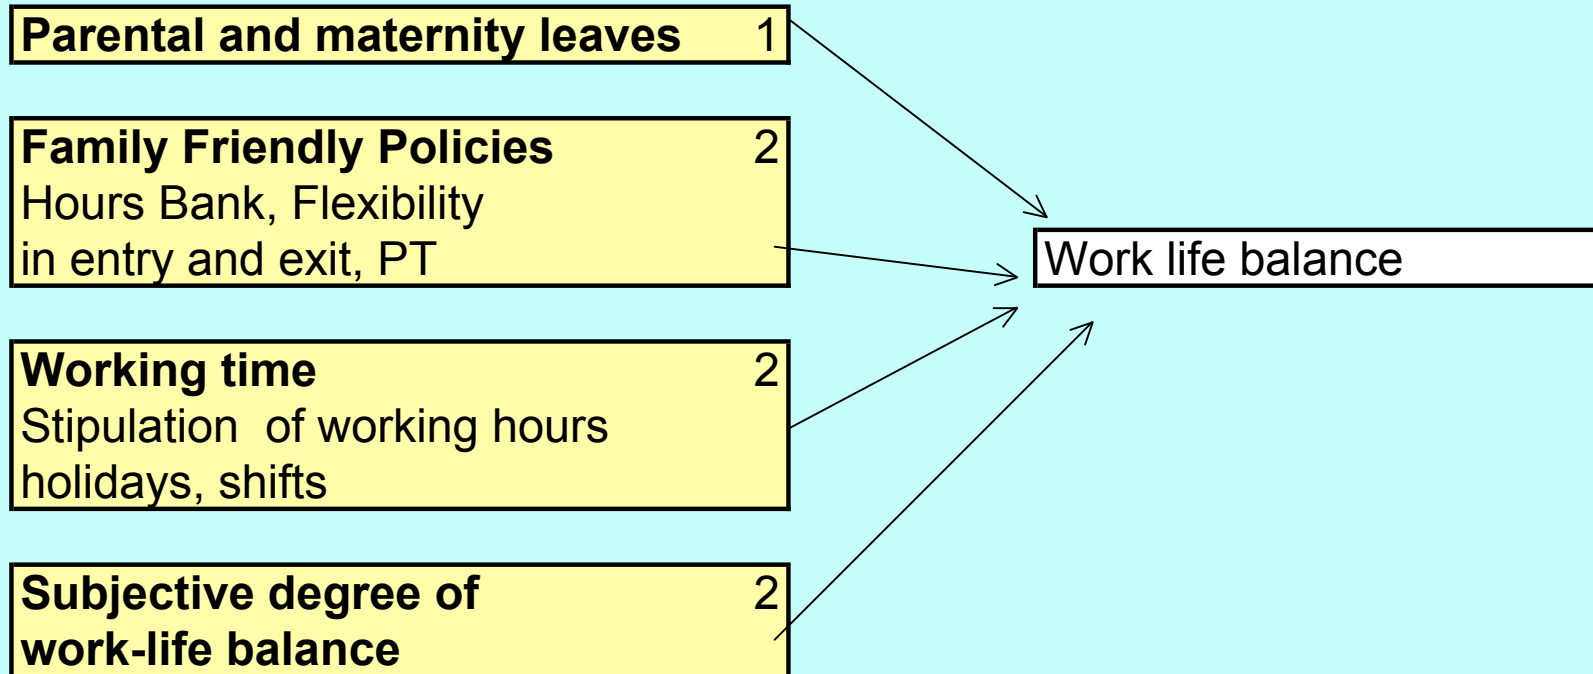 Parental and maternity leaves 1
Family Friendly Policies 2
Hours Bank, Flexibility
in entry and exit, PT
Work life balance
Working time 2
Stipulation  of working hours
holidays, shifts
Subjective degree of 2
work-life balance